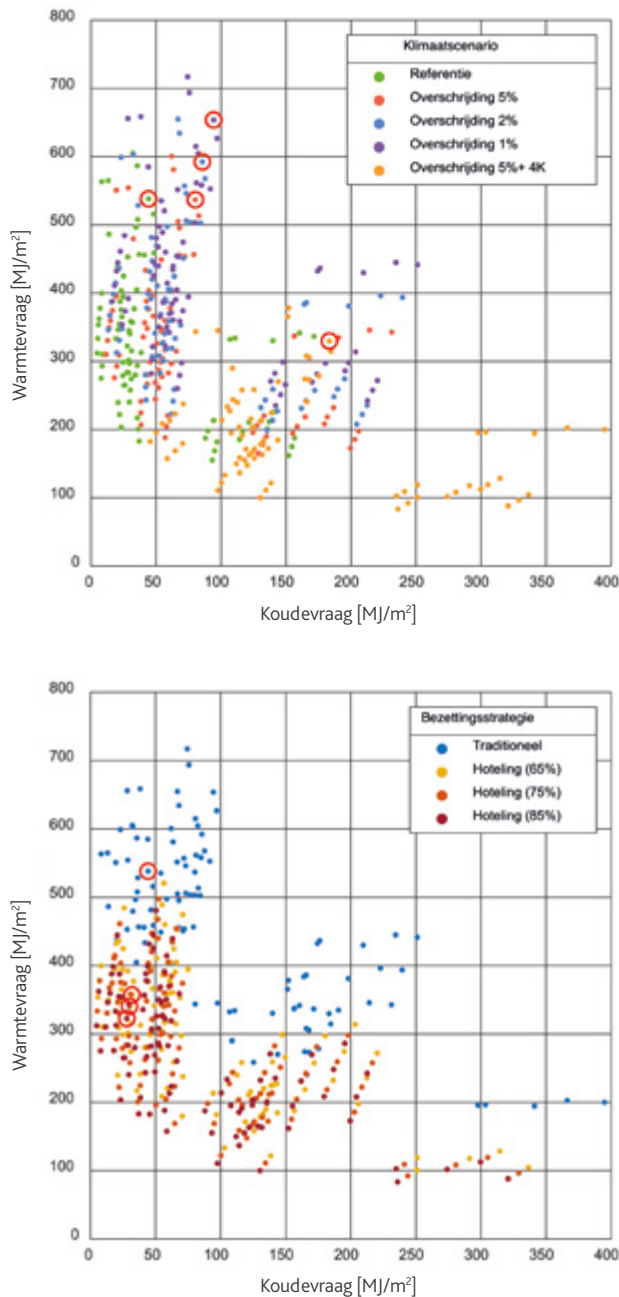 800
700
600
500
400
300
200
100
0
Warmtevraag [MJ/m²]
Klimaatscenario
Referentie
Overschrijding 5%
Overschrijding 2%
Overschrijding 1%
Overschrijding 5%+ 4K
0 50 100 150 200 250 300 350 400
Koudevraag [MJ/m²]
800
700
600
500
400
300
200
100
0
Warmtevraag [MJ/m²]
Bezettingsstrategie
Traditioneel
Hoteling (65%)
Hoteling (75%)
Hoteling (85%)
0 50 100 150 200 250 300 350 400
Koudevraag [MJ/m²]